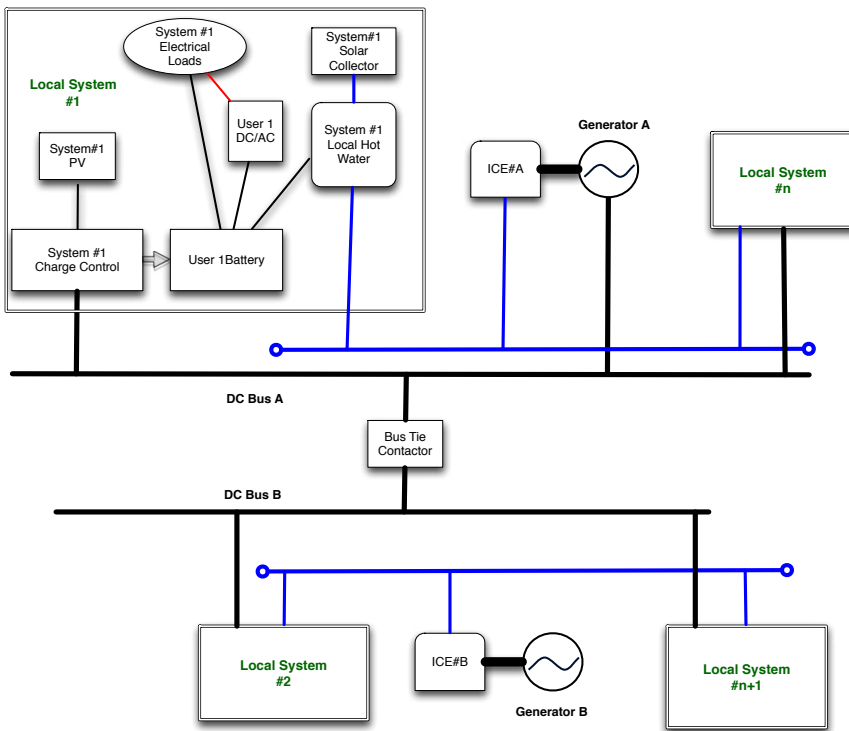 System #1
Electrical
Loads
System#1
Solar
Collector
Local System
#1
User 1
DC/AC
System #1
Local Hot
Water
System#1
PV
System #1
Charge Control
User 1Battery
Generator A
ICE#A
Local System
#n
DC Bus A
Bus Tie
Contactor
DC Bus B
Local System
#2
ICE#B
Generator B
Local System
#n+1